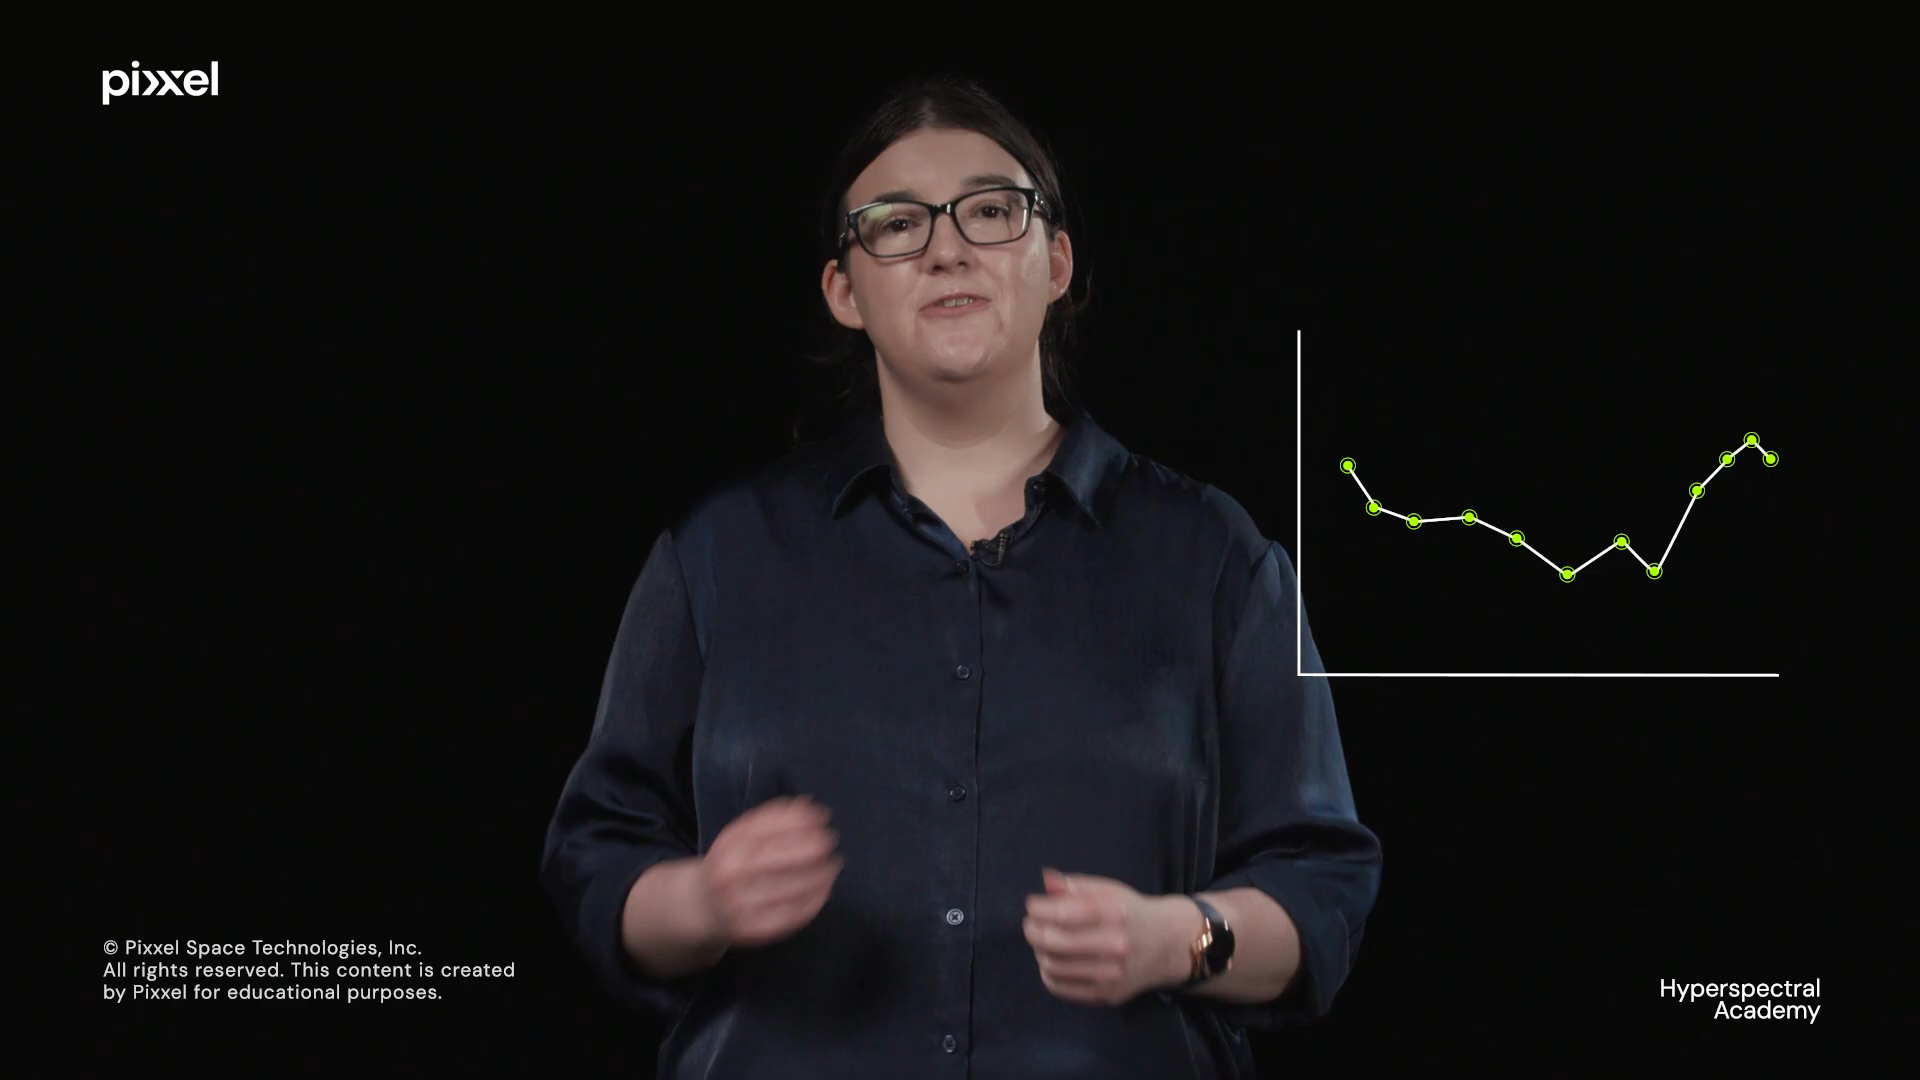 pixxel
© Pixxel Space Technologies, Inc.
All rights reserved. This content is created
by Pixxel for educational purposes.
Hyperspectral
Academy